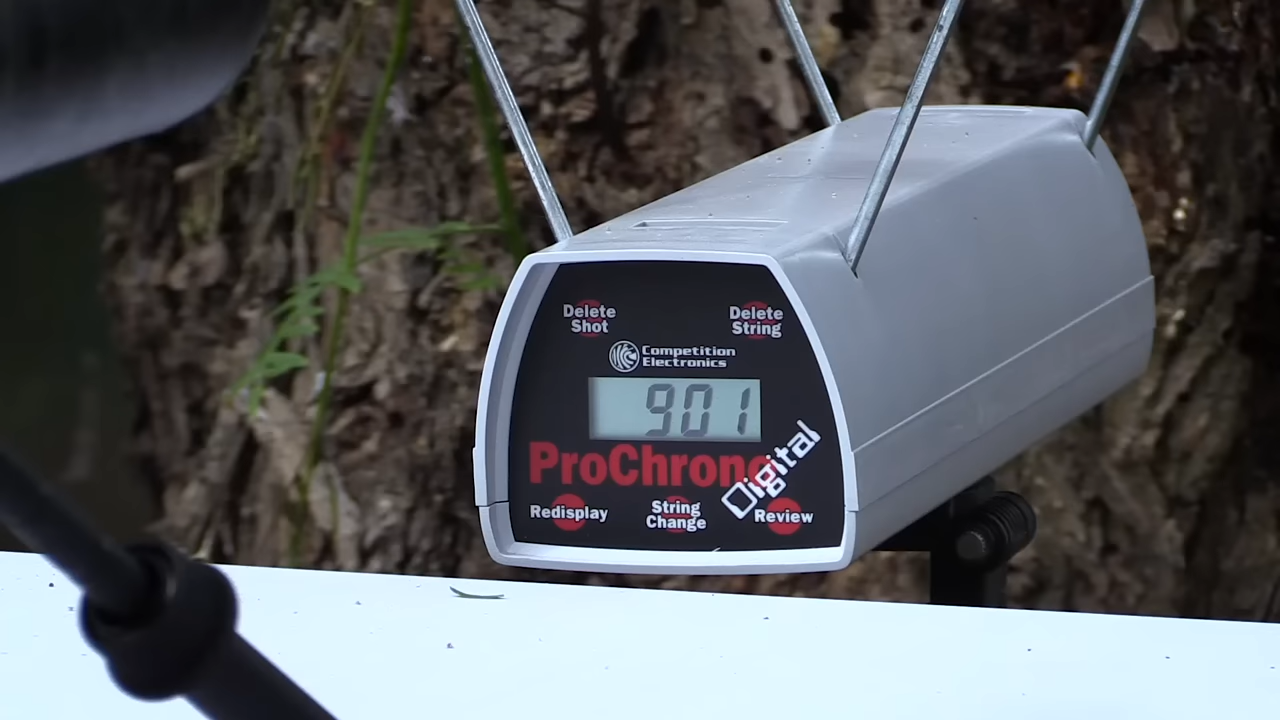 Delete
Shot
Delete
String
Competition
Electronics
901
ProChrono
Digital
Redisplay
String
Change
Review